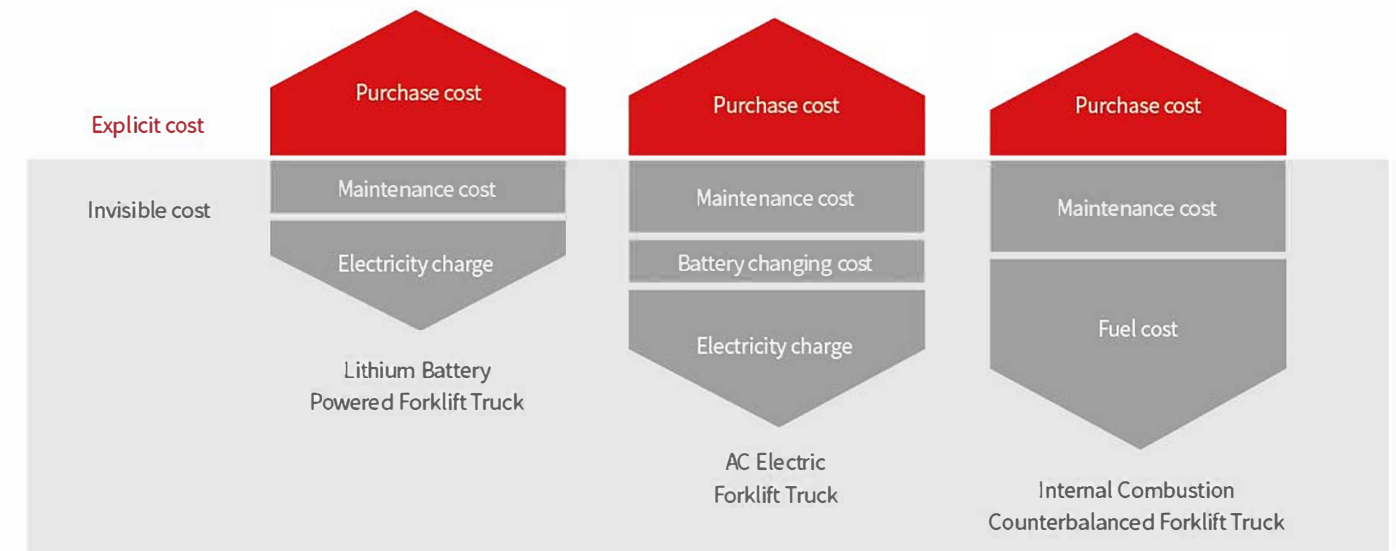 Explicit cost
Invisible cost
Purchase cost
Maintenance cost
Electricity charge
Lithium Battery
Powered Forklift Truck
Purchase cost
Maintenance cost
Battery changing cost
Electricity charge
AC Electric
Forklift Truck
Purchase cost
Maintenance cost
Fuel cost
Internal Combustion
Counterbalanced Forklift Truck